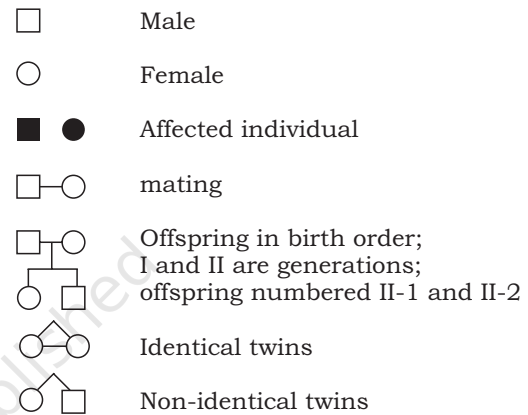 Male
Female
Affected individual
mating
Offspring in birth order;
I and II are generations;
offspring numbered II-1 and II-2
Identical twins
Non-identical twins